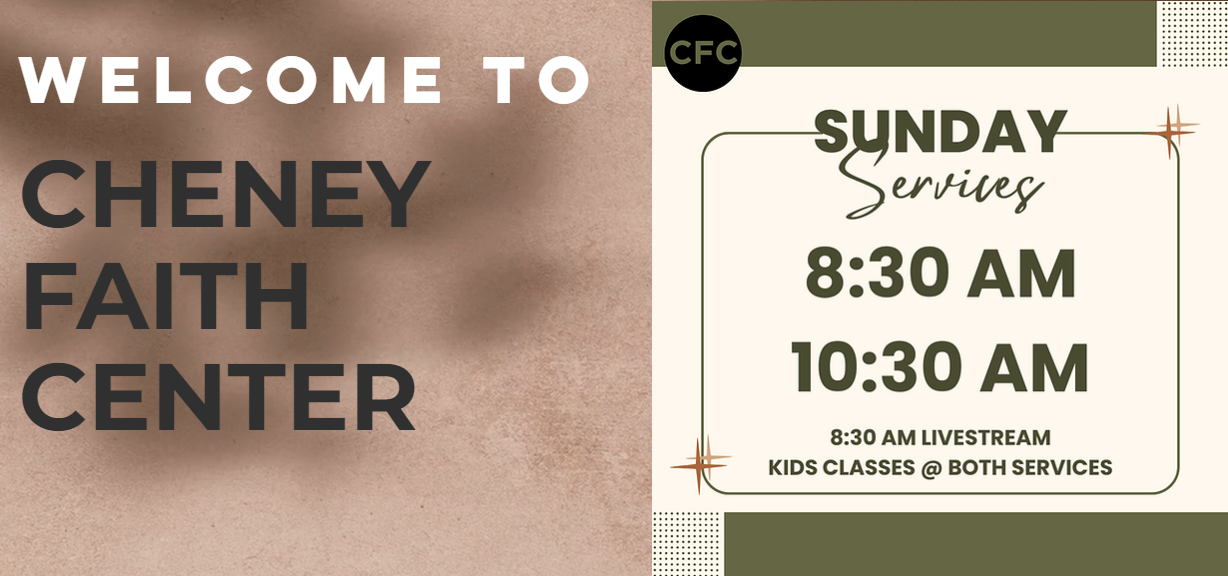 WELCOME TO
CHENEY
FAITH
CENTER
CFC
SUNDAY
Services
8:30 AM
10:30 AM
8:30 AM LIVESTREAM
KIDS CLASSES @ BOTH SERVICES